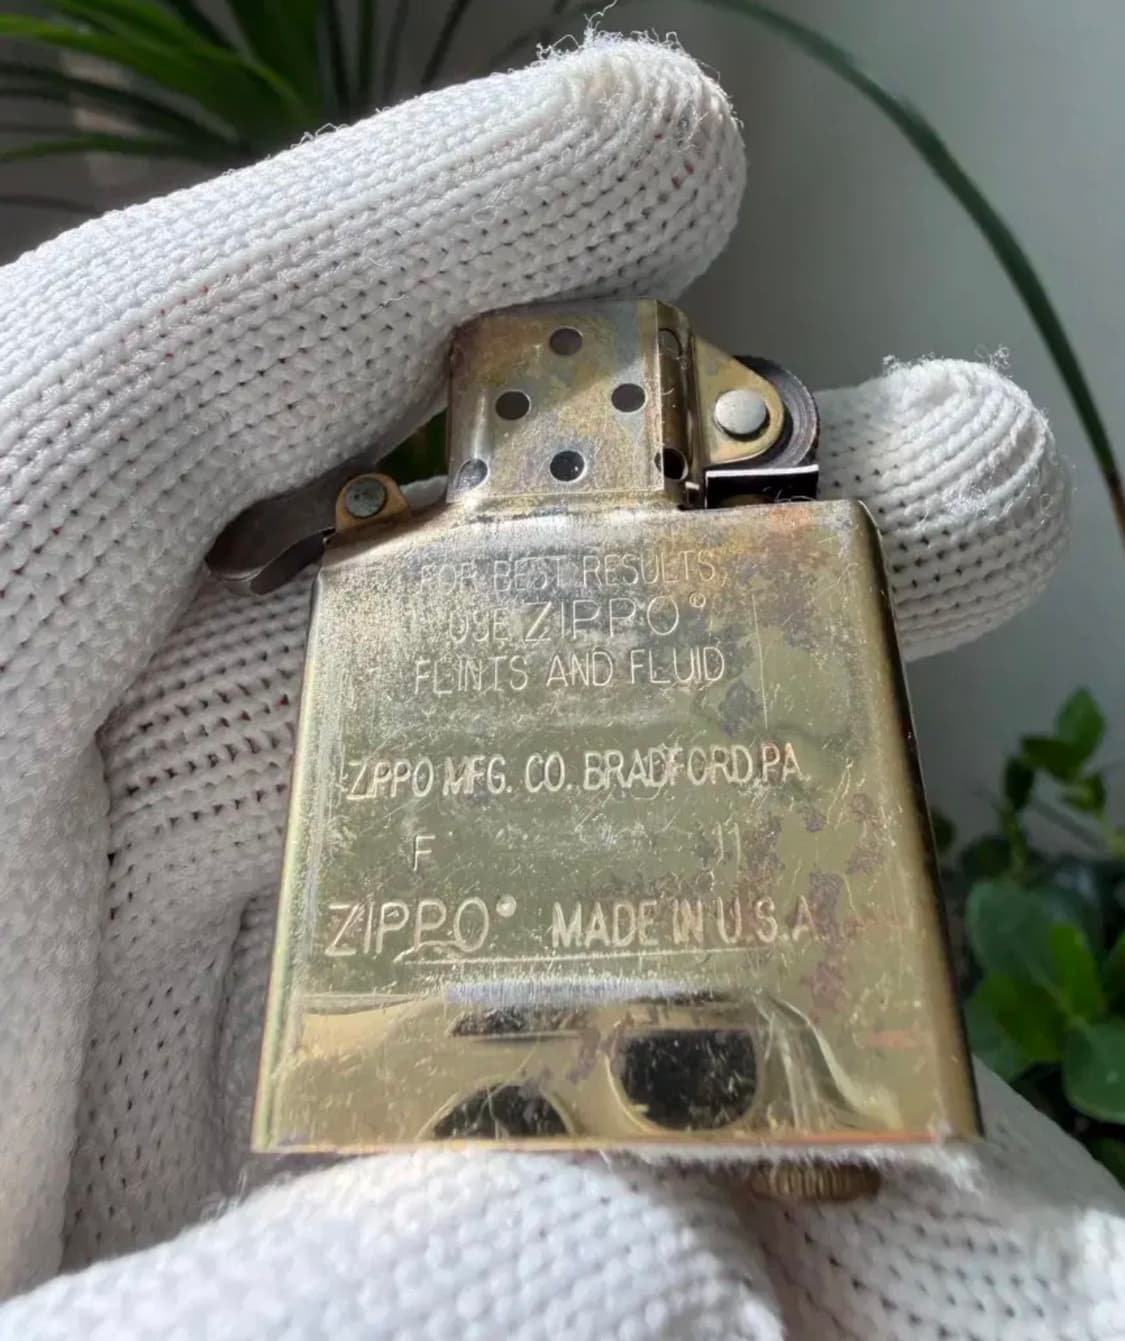 FOR BEST RESULTS
USE ZIPPO®
FLINTS AND FLUID
ZIPPO MFG. CO. BRADFORD, PA
F 11
ZIPPO® MADE IN U.S.A